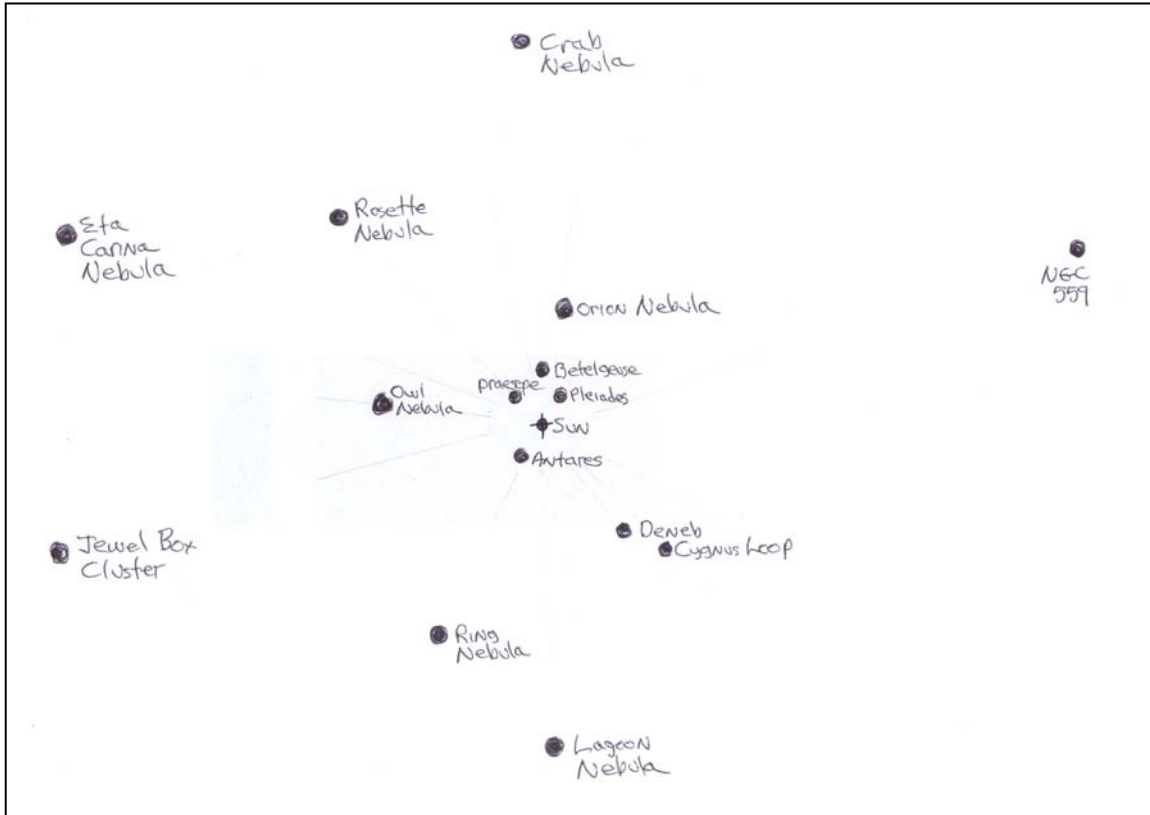 Crab
Nebula
Rosette
Nebula
Eta
Carina
Nebula
NGC
559
Orion Nebula
Betelgeuse
praesepe
Pleiades
Owl
Nebula
Sun
Antares
Deneb
Cygnus Loop
Jewel Box
Cluster
Ring
Nebula
Lagoon
Nebula